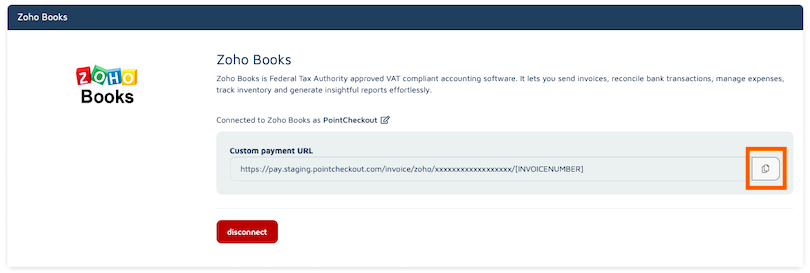 Zoho Books
ZOHO
Books
Zoho Books
Zoho Books is Federal Tax Authority approved VAT compliant accounting software. It lets you send invoices, reconcile bank transactions, manage expenses,
track inventory and generate insightful reports effortlessly.
Connected to Zoho Books as PointCheckout
Custom payment URL
https://pay.staging.pointcheckout.com/invoice/zoho/xxxxxxxxxxxxxxxxxx/[INVOICENUMBER]
disconnect